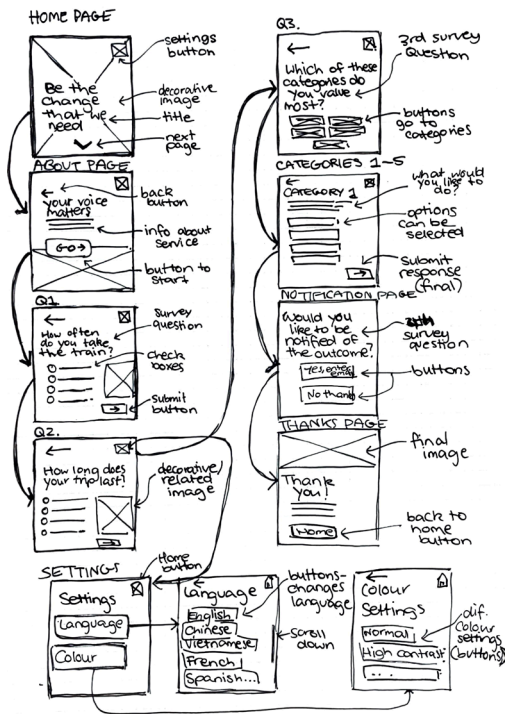 HOME PAGE
settings
button
Be the
Change
that we
need
decorative
image
title
next
page
ABOUT PAGE
your voice
matters
GO→
back
button
info about
service
button to
start
Q1.
How often
do you take
the train?
survey
question
check
boxes
submit
button
Q2.
How long does
your trip last?
decorative/
related
image
Q3.
Which of these
categories do
you value
most?
3rd survey
Question
buttons
go to
categories
CATEGORIES 1-5
CATEGORY 1
what would
you like to
do?
options
can be
selected
Submit
response
(final)
NOTIFICATION PAGE
Would you
like to be
notified of
the outcome?
Yes, enter
email
No thanks
survey
question
buttons
THANKS PAGE
Thank
you!
Home
final
image
back to
home
button
SETTINGS
Home
button
Settings
Language
Colour
Language
English
Chinese
Vietnamese
French
Spanish...
buttons-
changes
language
scroll
down
Colour
Settings
Normal
High contrast
. . . .
dif.
colour
settings
(buttons)